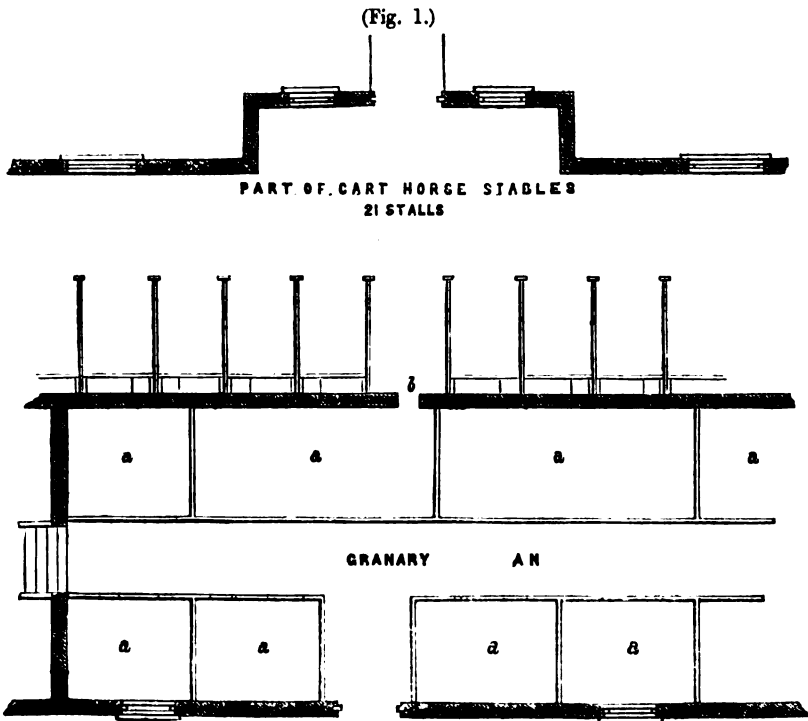 (Fig. 1.)
PART OF CART HORSE STABLES
21 STALLS
b
a a a a
GRANARY AN
a a a a